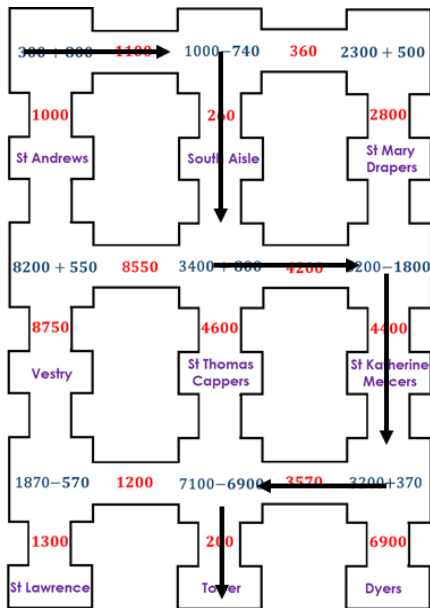 300 + 800 1100 1000−740 360 2300 + 500
1000 260 2800
St Andrews South Aisle St Mary
Drapers
8200 + 550 8550 3400 + 800 4200 6200−1800
8750 4600 4400
Vestry St Thomas St Katherine
Cappers Mercers
1870−570 1200 7100−6900 3570 3200+370
1300 200 6900
St Lawrence Tower Dyers